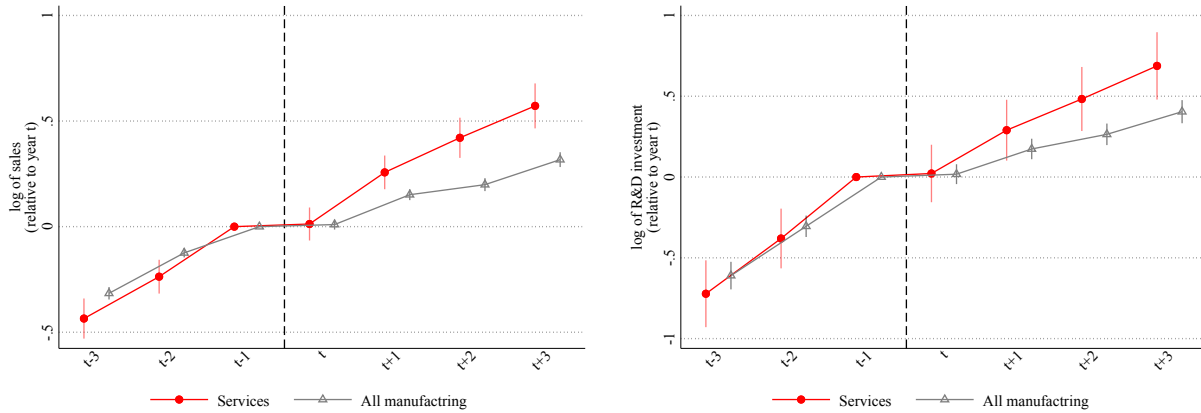 log of sales
(relative to year t)
1
.5
0
-.5
t-3
t-2
t-1
t
t+1
t+2
t+3
Services
All manufactring
log of R&D investment
(relative to year t)
1
.5
0
-.5
-1
t-3
t-2
t-1
t
t+1
t+2
t+3
Services
All manufactring